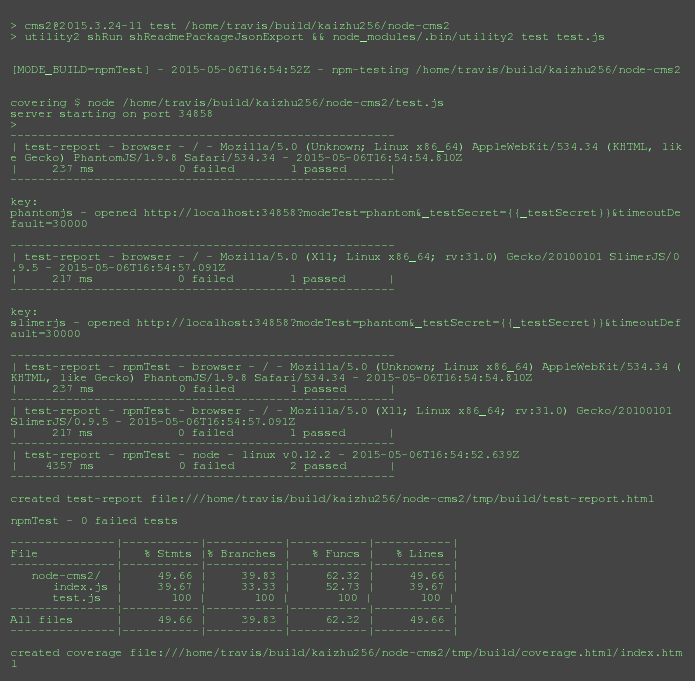 > cms2@2015.3.24-11 test /home/travis/build/kaizhu256/node-cms2
> utility2 shRun shReadmePackageJsonExport && node_modules/.bin/utility2 test test.js
[MODE_BUILD=npmTest] - 2015-05-06T16:54:52Z - npm-testing /home/travis/build/kaizhu256/node-cms2
covering $ node /home/travis/build/kaizhu256/node-cms2/test.js
server starting on port 34858
>
-------------------------------------------------------
| test-report - browser - / - Mozilla/5.0 (Unknown; Linux x86_64) AppleWebKit/534.34 (KHTML, lik
e Gecko) PhantomJS/1.9.8 Safari/534.34 - 2015-05-06T16:54:54.810Z
|     237 ms            0 failed         1 passed       |
-------------------------------------------------------
key:
phantomjs - opened http://localhost:34858?modeTest=phantom&_testSecret={{_testSecret}}&timeoutDe
fault=30000
-------------------------------------------------------
| test-report - browser - / - Mozilla/5.0 (X11; Linux x86_64; rv:31.0) Gecko/20100101 SlimerJS/0
.9.5 - 2015-05-06T16:54:57.091Z
|     217 ms            0 failed         1 passed       |
-------------------------------------------------------
key:
slimerjs - opened http://localhost:34858?modeTest=phantom&_testSecret={{_testSecret}}&timeoutDef
ault=30000
-------------------------------------------------------
| test-report - npmTest - browser - / - Mozilla/5.0 (Unknown; Linux x86_64) AppleWebKit/534.34 (
KHTML, like Gecko) PhantomJS/1.9.8 Safari/534.34 - 2015-05-06T16:54:54.810Z
|     237 ms            0 failed         1 passed       |
-------------------------------------------------------
| test-report - npmTest - browser - / - Mozilla/5.0 (X11; Linux x86_64; rv:31.0) Gecko/20100101
SlimerJS/0.9.5 - 2015-05-06T16:54:57.091Z
|     217 ms            0 failed         1 passed       |
-------------------------------------------------------
| test-report - npmTest - node - linux v0.12.2 - 2015-05-06T16:54:52.639Z
|    4357 ms            0 failed         2 passed       |
-------------------------------------------------------
created test-report file:///home/travis/build/kaizhu256/node-cms2/tmp/build/test-report.html
npmTest - 0 failed tests
---------------|-----------|-----------|-----------|-----------|
File           |   % Stmts |% Branches |   % Funcs |   % Lines |
---------------|-----------|-----------|-----------|-----------|
   node-cms2/  |     49.66 |     39.83 |     62.32 |     49.66 |
      index.js |     39.67 |     33.33 |     52.73 |     39.67 |
      test.js  |       100 |       100 |       100 |       100 |
---------------|-----------|-----------|-----------|-----------|
All files      |     49.66 |     39.83 |     62.32 |     49.66 |
---------------|-----------|-----------|-----------|-----------|
created coverage file:///home/travis/build/kaizhu256/node-cms2/tmp/build/coverage.html/index.htm
l